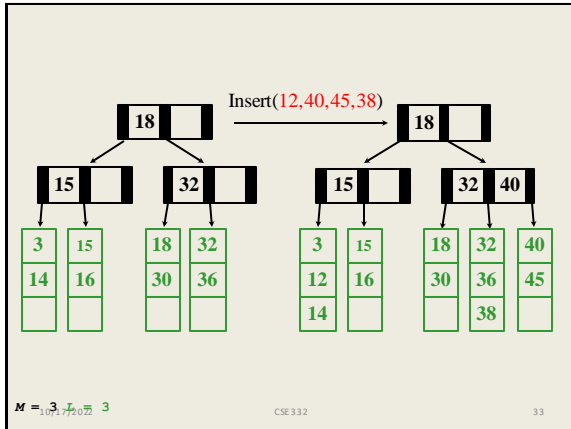 Insert(12,40,45,38)
18 18
15 32 15 32 40
3 15 18 32 3 15 18 32 40
14 16 30 36 12 16 30 36 45
14 38
M = 3 L = 3
10/17/2022 CSE332 33